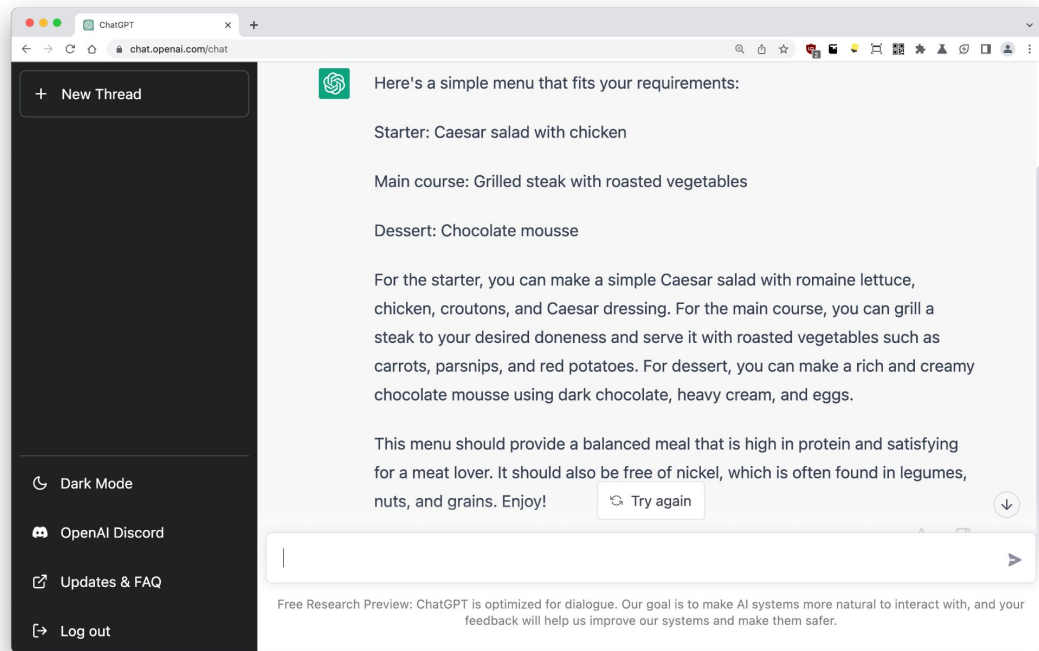 ChatGPT
chat.openai.com/chat
2
New Thread
Here's a simple menu that fits your requirements:
Starter: Caesar salad with chicken
Main course: Grilled steak with roasted vegetables
Dessert: Chocolate mousse
For the starter, you can make a simple Caesar salad with romaine lettuce,
chicken, croutons, and Caesar dressing. For the main course, you can grill a
steak to your desired doneness and serve it with roasted vegetables such as
carrots, parsnips, and red potatoes. For dessert, you can make a rich and creamy
chocolate mousse using dark chocolate, heavy cream, and eggs.
This menu should provide a balanced meal that is high in protein and satisfying
for a meat lover. It should also be free of nickel, which is often found in legumes,
nuts, and grains. Enjoy!
Try again
Dark Mode
OpenAI Discord
Updates & FAQ
Log out
Free Research Preview: ChatGPT is optimized for dialogue. Our goal is to make AI systems more natural to interact with, and your
feedback will help us improve our systems and make them safer.